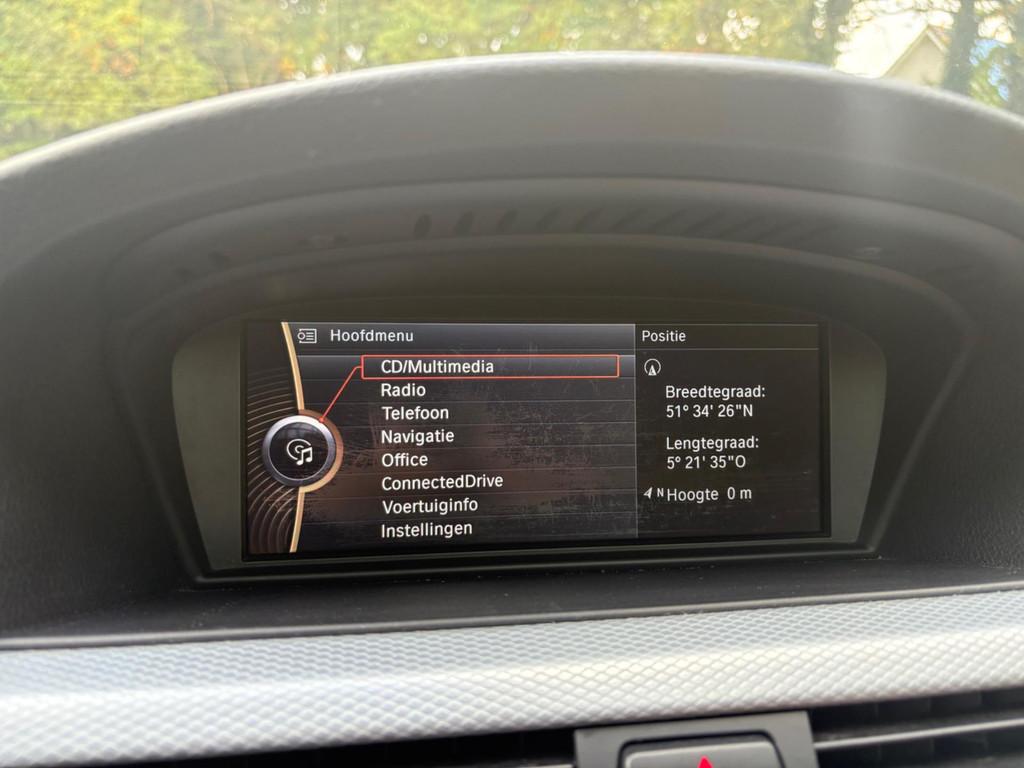 Hoofdmenu
CD/Multimedia
Radio
Telefoon
Navigatie
Office
ConnectedDrive
Voertuiginfo
Instellingen
Positie
Breedtegraad:
51° 34' 26"N
Lengtegraad:
5° 21' 35"O
N Hoogte 0 m